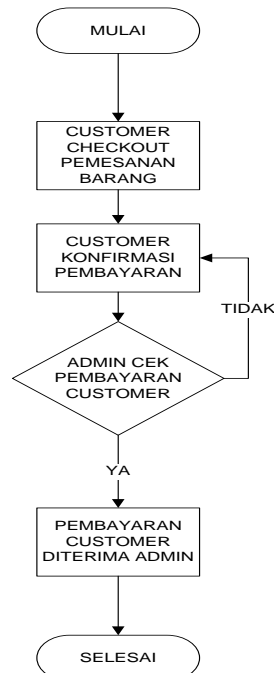 MULAI
CUSTOMER
CHECKOUT
PEMESANAN
BARANG
CUSTOMER
KONFIRMASI
PEMBAYARAN
TIDAK
ADMIN CEK
PEMBAYARAN
CUSTOMER
YA
PEMBAYARAN
CUSTOMER
DITERIMA ADMIN
SELESAI